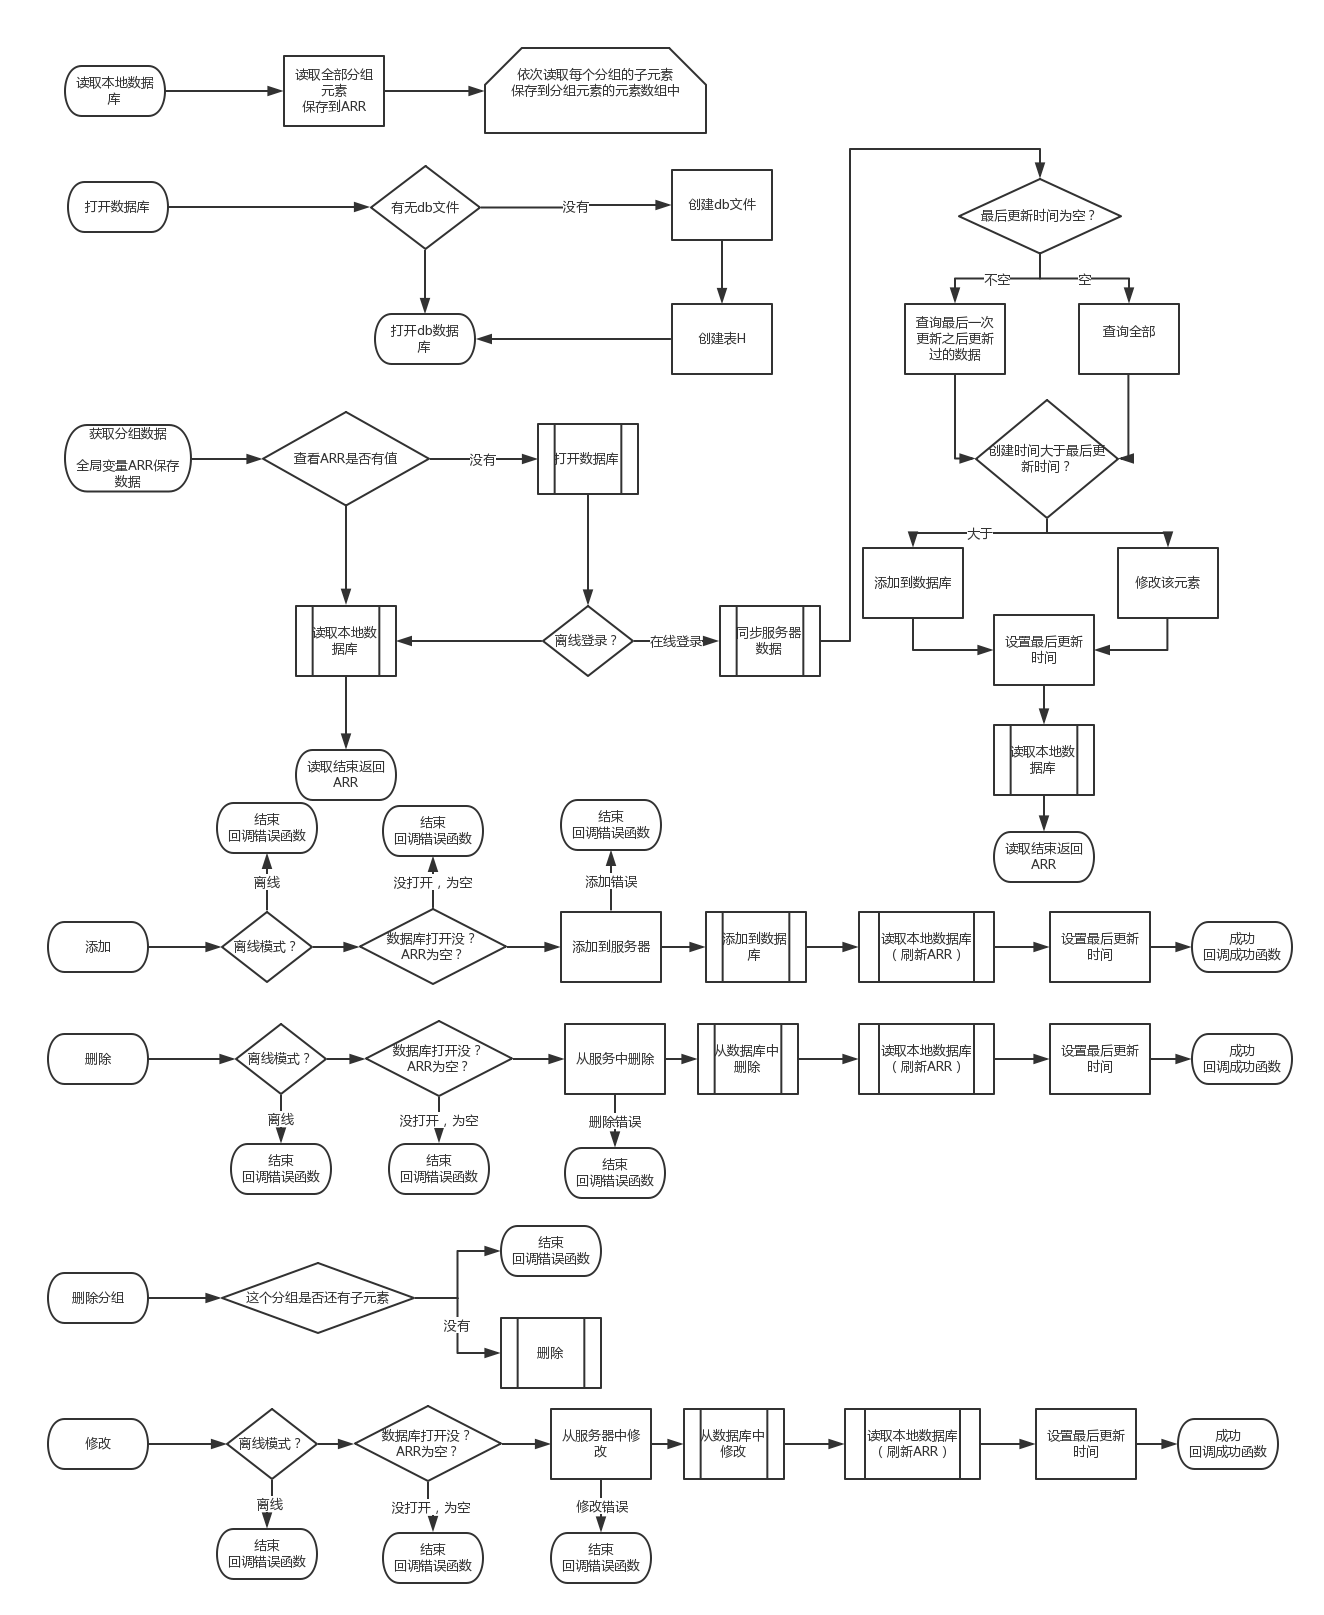 读取本地数据
库
读取全部分组
元素
保存到ARR
依次读取每个分组的子元素
保存到分组元素的元素数组中
打开数据库
有无db文件
没有
创建db文件
打开db数据
库
创建表H
最后更新时间为空？
不空
空
查询最后一次
更新之后更新
过的数据
查询全部
获取分组数据
全局变量ARR保存
数据
查看ARR是否有值
没有
打开数据库
创建时间大于最后更
新时间？
大于
添加到数据库
修改该元素
读取本地数
据库
离线登录？
在线登录
同步服务器
数据
设置最后更新
时间
读取本地数
据库
读取结束返回
ARR
读取结束返回
ARR
结束
回调错误函数
结束
回调错误函数
结束
回调错误函数
离线
没打开，为空
添加错误
添加
离线模式？
数据库打开没？
ARR为空？
添加到服务器
添加到数据
库
读取本地数据库
（刷新ARR）
设置最后更新
时间
成功
回调成功函数
删除
离线模式？
数据库打开没？
ARR为空？
从服务中删除
从数据库中
删除
读取本地数据库
（刷新ARR）
设置最后更新
时间
成功
回调成功函数
离线
没打开，为空
删除错误
结束
回调错误函数
结束
回调错误函数
结束
回调错误函数
删除分组
这个分组是否还有子元素
结束
回调错误函数
没有
删除
修改
离线模式？
数据库打开没？
ARR为空？
从服务器中修
改
从数据库中
修改
读取本地数据库
（刷新ARR）
设置最后更新
时间
成功
回调成功函数
离线
没打开，为空
修改错误
结束
回调错误函数
结束
回调错误函数
结束
回调错误函数